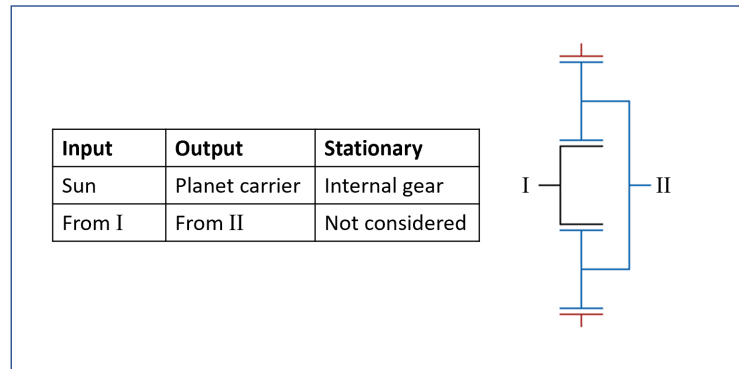 Input Output Stationary
Sun Planet carrier Internal gear
From I From II Not considered
I II